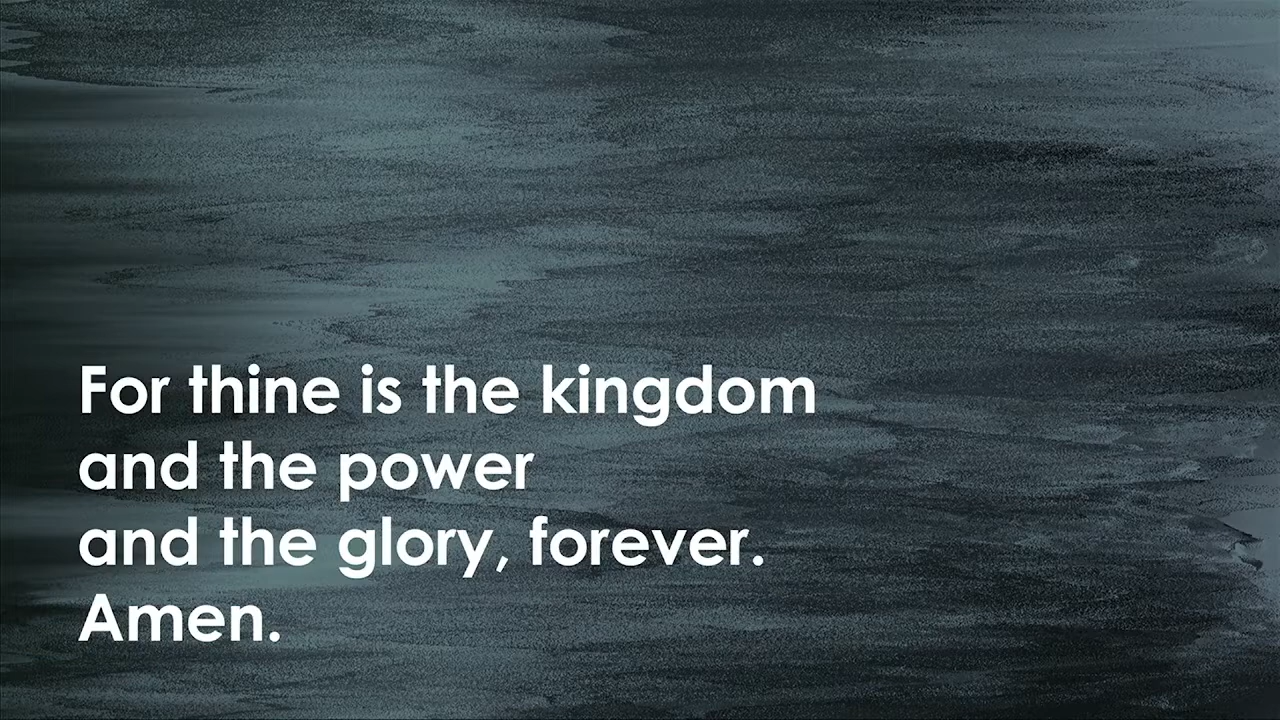 For thine is the kingdom
and the power
and the glory, forever.
Amen.